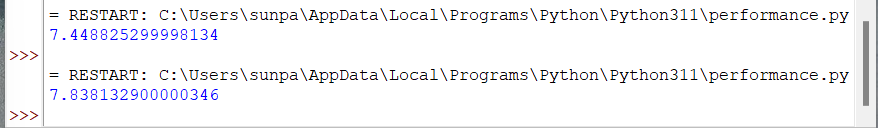 = RESTART: C:\Users\sunpa\AppData\Local\Programs\Python\Python311\performance.py
7.448825299998134
>>>
= RESTART: C:\Users\sunpa\AppData\Local\Programs\Python\Python311\performance.py
7.838132900000346
>>>